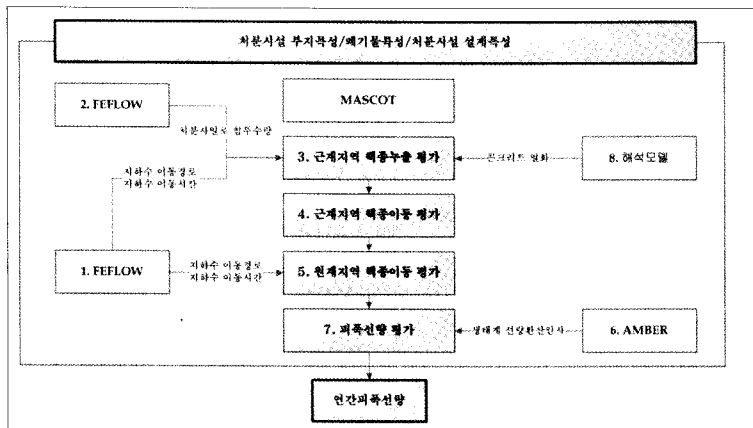 처분시설 부지특성/폐기물특성/처분시설 설계특성
2. FEFLOW
MASCOT
처분사일로 침투수량
3. 근계지역 핵종누출 평가
콘크리트 열화
8. 해석모델
지하수 이동경로
지하수 이동시간
4. 근계지역 핵종이동 평가
1. FEFLOW
지하수 이동경로
지하수 이동시간
5. 원계지역 핵종이동 평가
7. 피폭선량 평가
생태계 선량환산인자
6. AMBER
연간피폭선량